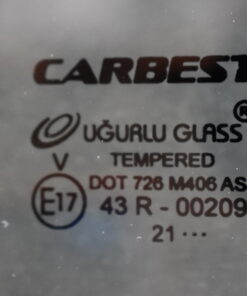 CARBEST
®
UĞURLU GLASS
V TEMPERED
DOT 726 M406 AS
E17 43 R - 00209
21 ···